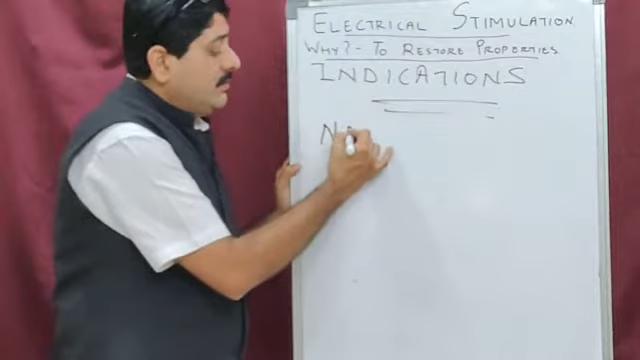 ELECTRICAL STIMULATION
WHY? - TO RESTORE PROPERTIES
INDICATIONS
N